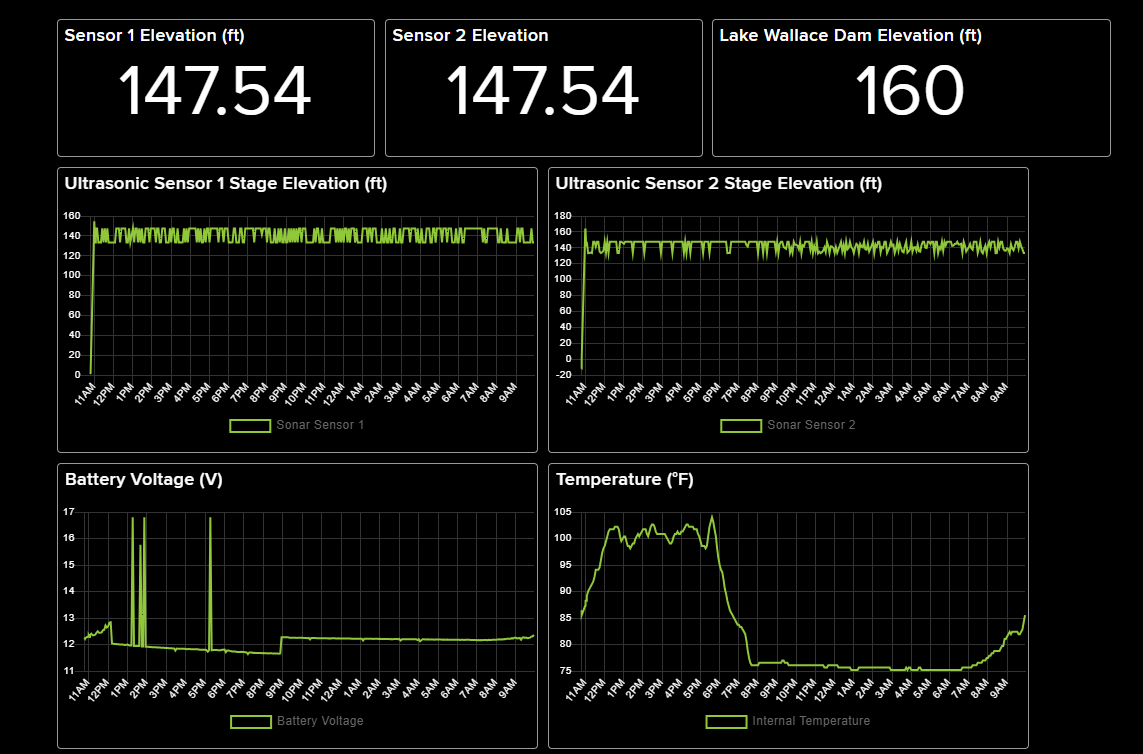 Sensor 1 Elevation (ft)
147.54
Sensor 2 Elevation
147.54
Lake Wallace Dam Elevation (ft)
160
Ultrasonic Sensor 1 Stage Elevation (ft)
160
140
120
100
80
60
40
20
0
11AM 12PM 1PM 2PM 3PM 4PM 5PM 6PM 7PM 8PM 9PM 10PM 11PM 12AM 1AM 2AM 3AM 4AM 5AM 6AM 7AM 8AM 9AM
Sonar Sensor 1
Ultrasonic Sensor 2 Stage Elevation (ft)
180
160
140
120
100
80
60
40
20
0
-20
11AM 12PM 1PM 2PM 3PM 4PM 5PM 6PM 7PM 8PM 9PM 10PM 11PM 12AM 1AM 2AM 3AM 4AM 5AM 6AM 7AM 8AM 9AM
Sonar Sensor 2
Battery Voltage (V)
17
16
15
14
13
12
11
11AM 12PM 1PM 2PM 3PM 4PM 5PM 6PM 7PM 8PM 9PM 10PM 11PM 12AM 1AM 2AM 3AM 4AM 5AM 6AM 7AM 8AM 9AM
Battery Voltage
Temperature (°F)
105
100
95
90
85
80
75
11AM 12PM 1PM 2PM 3PM 4PM 5PM 6PM 7PM 8PM 9PM 10PM 11PM 12AM 1AM 2AM 3AM 4AM 5AM 6AM 7AM 8AM 9AM
Internal Temperature